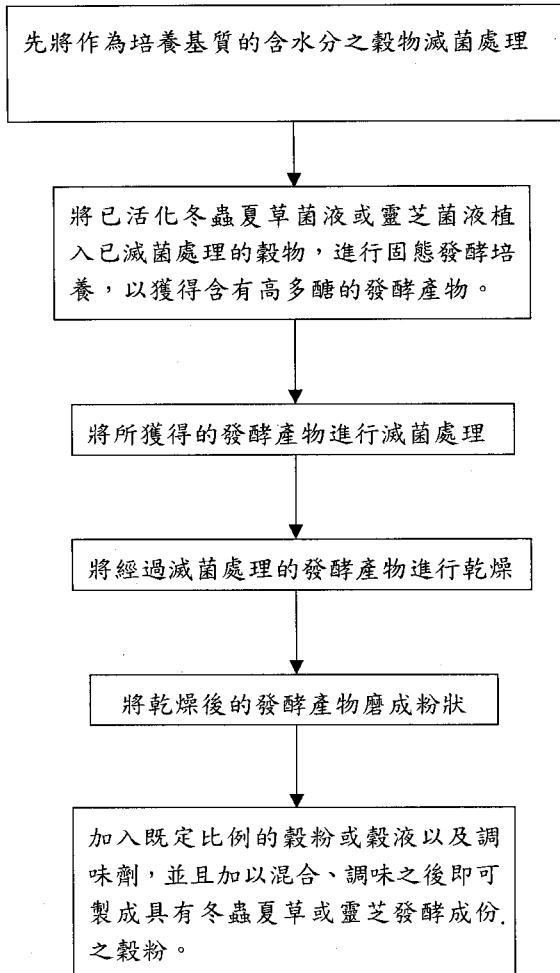 先將作為培養基質的含水分之穀物滅菌處理
將已活化冬蟲夏草菌液或靈芝菌液植
入已滅菌處理的穀物，進行固態發酵培
養，以獲得含有高多醣的發酵產物。
將所獲得的發酵產物進行滅菌處理
將經過滅菌處理的發酵產物進行乾燥
將乾燥後的發酵產物磨成粉狀
加入既定比例的穀粉或穀液以及調
味劑，並且加以混合、調味之後即可
製成具有冬蟲夏草或靈芝發酵成份
之穀粉。